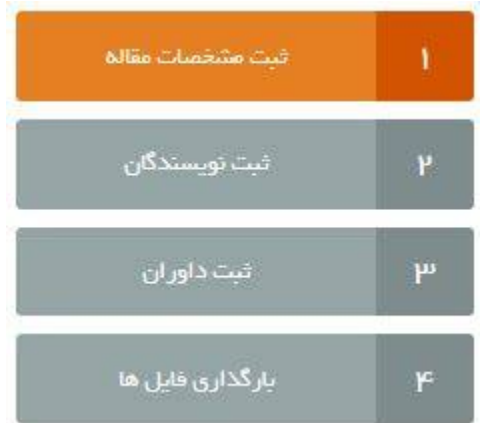 ۱ ثبت مشخصات مقاله
۲ ثبت نویسندگان
۳ ثبت داوران
۴ بارگذاری فایل ها